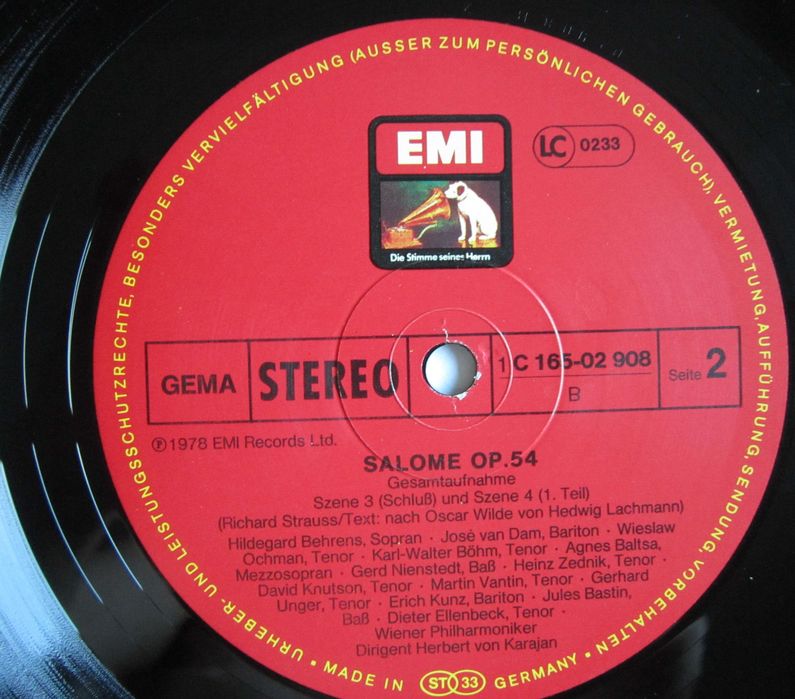 URHEBER- UND LEISTUNGSSCHUTZRECHTE, BESONDERS VERVIELFÄLTIGUNG (AUSSER ZUM PERSÖNLICHEN GEBRAUCH), VERMIETUNG, AUFFÜHRUNG, SENDUNG, VORBEHALTEN •
EMI
LC 0233
Die Stimme seines Herrn
GEMA
STEREO
1 C 165-02 908
B
Seite 2
℗ 1978 EMI Records Ltd.
SALOME OP.54
Gesamtaufnahme
Szene 3 (Schluß) und Szene 4 (1. Teil)
(Richard Strauss/Text: nach Oscar Wilde von Hedwig Lachmann)
Hildegard Behrens, Sopran · José van Dam, Bariton · Wieslaw
Ochman, Tenor · Karl-Walter Böhm, Tenor · Agnes Baltsa,
Mezzosopran · Gerd Nienstedt, Baß · Heinz Zednik, Tenor ·
David Knutson, Tenor · Martin Vantin, Tenor · Gerhard
Unger, Tenor · Erich Kunz, Bariton · Jules Bastin,
Baß · Dieter Ellenbeck, Tenor ·
Wiener Philharmoniker
Dirigent Herbert von Karajan
• MADE IN ST 33 GERMANY •